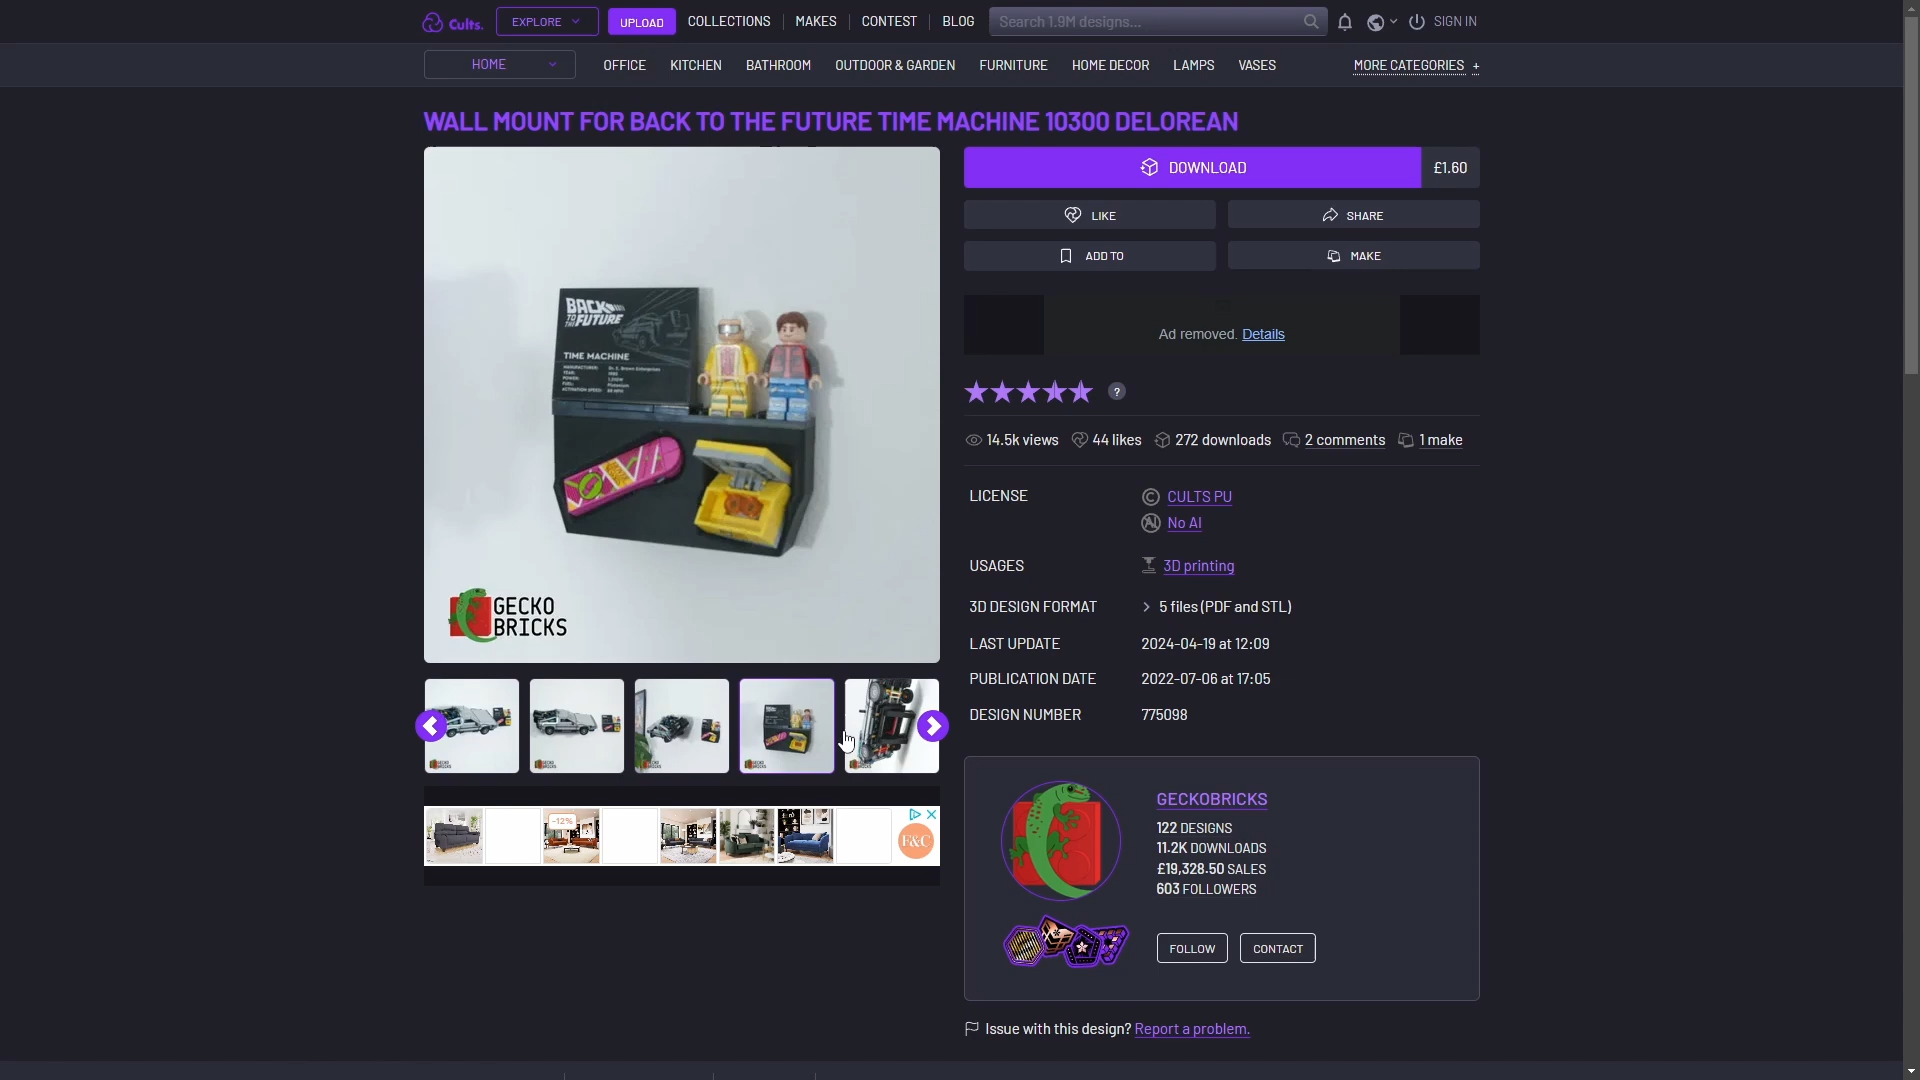 Cults.
EXPLORE
UPLOAD
COLLECTIONS
MAKES
CONTEST
BLOG
Search 1.9M designs...
SIGN IN
HOME
OFFICE
KITCHEN
BATHROOM
OUTDOOR & GARDEN
FURNITURE
HOME DECOR
LAMPS
VASES
MORE CATEGORIES +
WALL MOUNT FOR BACK TO THE FUTURE TIME MACHINE 10300 DELOREAN
BACK
TO THE FUTURE
TIME MACHINE
GECKO
BRICKS
DOWNLOAD
£1.60
LIKE
SHARE
ADD TO
MAKE
Ad removed. Details
?
14.5k views
44 likes
272 downloads
2 comments
1 make
LICENSE
CULTS PU
No AI
USAGES
3D printing
3D DESIGN FORMAT
5 files (PDF and STL)
LAST UPDATE
2024-04-19 at 12:09
PUBLICATION DATE
2022-07-06 at 17:05
DESIGN NUMBER
775098
-12%
F&C
GECKOBRICKS
122 DESIGNS
11.2K DOWNLOADS
£19,328.50 SALES
603 FOLLOWERS
FOLLOW
CONTACT
Issue with this design? Report a problem.